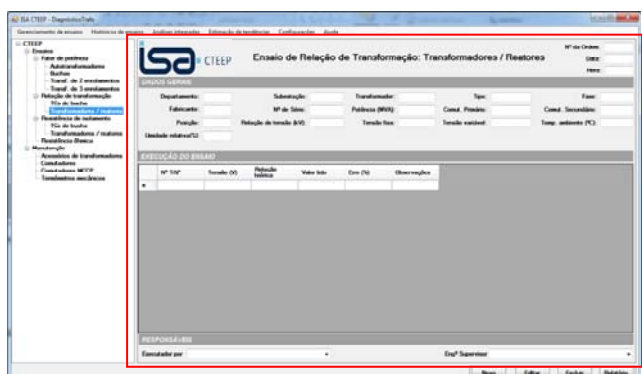 ISA CTEEP - DiagnósticoTrafo
Gerenciamento de ensaios Históricos de ensaios Análises integradas Estimação de tendências Configurações Ajuda
CTEEP
Ensaios
Fator de potência
Autotransformadores
Buchas
Transf. de 2 enrolamentos
Transf. de 3 enrolamentos
Relação de transformação
TCs de bucha
Transformadores / reatores
Resistência de isolamento
TCs de bucha
Transformadores / reatores
Resistência ôhmica
Manutenção
Acessórios de transformadores
Comutadores
Comutadores
Termômetros mecânicos
isa CTEEP
Ensaio de Relação de Transformação: Transformadores / Reatores
Nº da Ordem:
Data:
Hora:
DADOS GERAIS
Departamento: Subestação: Transformador: Tipo: Fase:
Fabricante: Nº de Série: Potência (MVA): Comut. Primário: Comut. Secundário:
Posição: Relação de tensão (kV): Tensão fixa: Tensão variável: Temp. ambiente (ºC):
Umidade relativa(%):
EXECUÇÃO DO ENSAIO
Nº TAP Tensão (V) Relação teórica Valor lido Erro (%) Observações
RESPONSÁVEIS
Executador por Engº Supervisor
Novo Editar Fechar Relatório